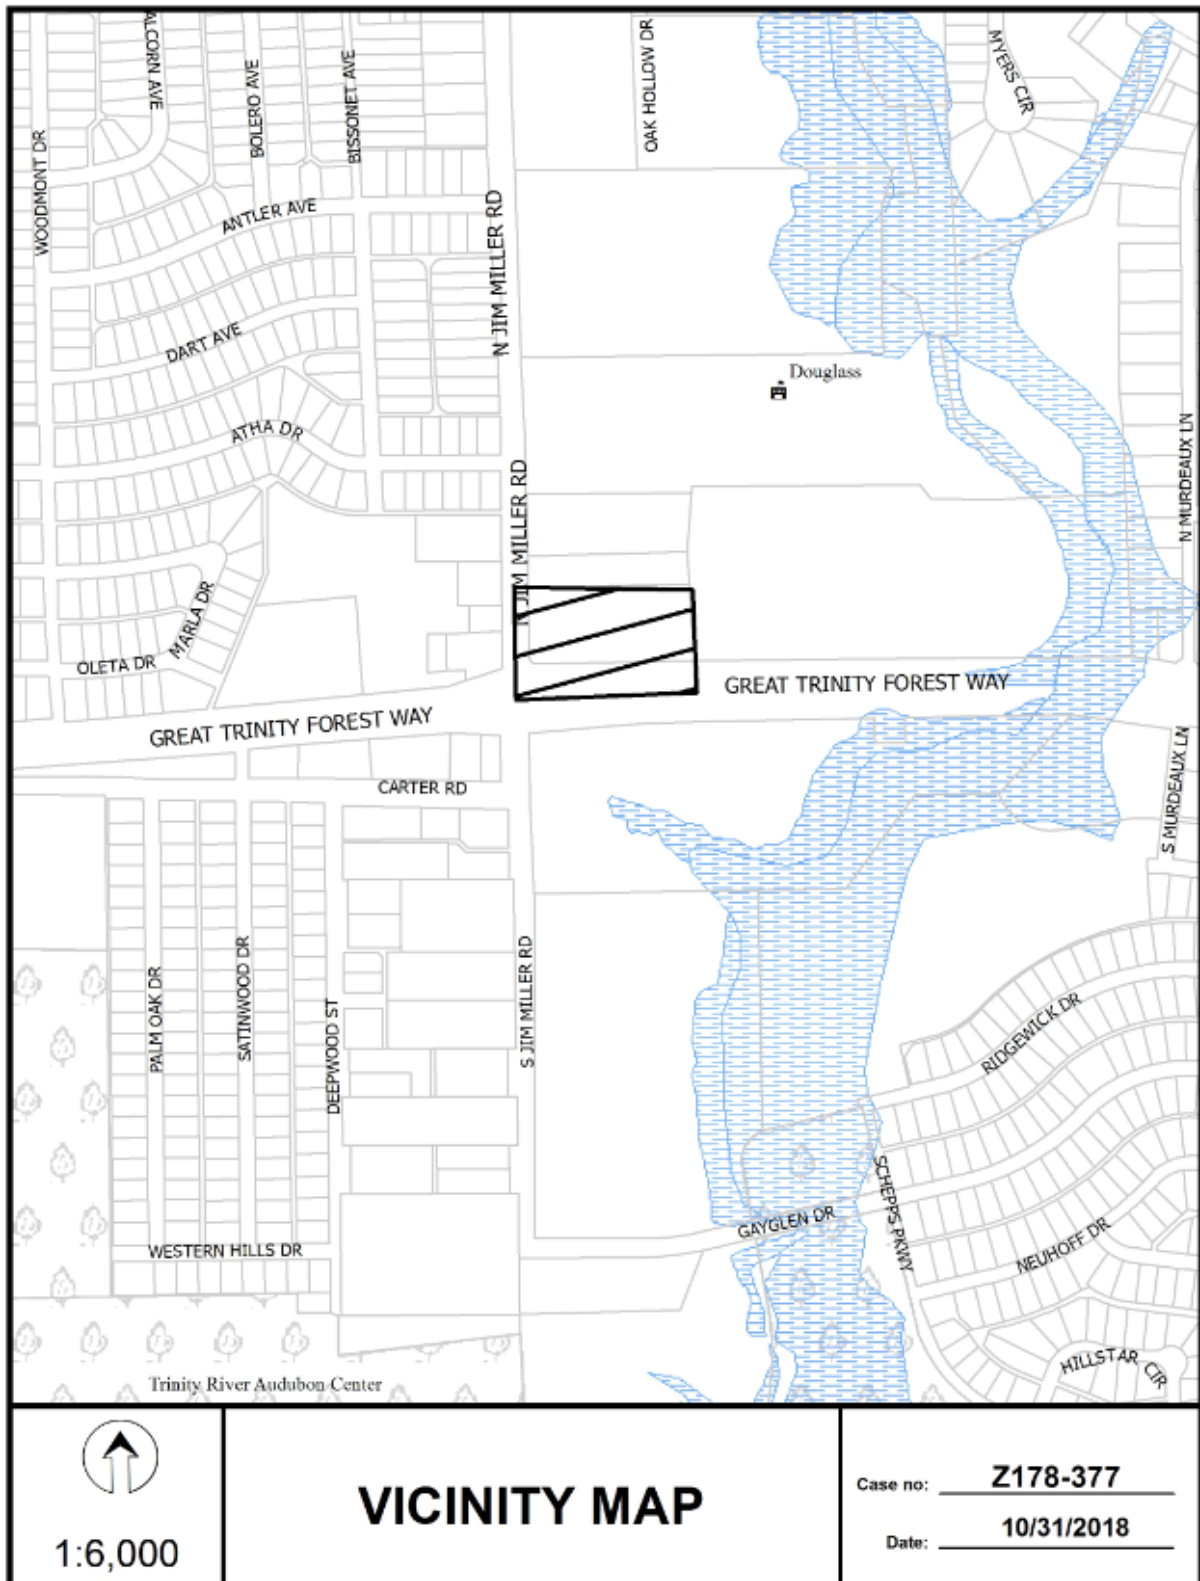 ALCORN AVE
BOLERO AVE
BISSONET AVE
OAK HOLLOW DR
MYERS CIR
WOODMONT DR
ANTLER AVE
N JIM MILLER RD
DART AVE
Douglass
ATHA DR
N MURDEAUX LN
N JIM MILLER RD
MARLA DR
OLETA DR
GREAT TRINITY FOREST WAY
GREAT TRINITY FOREST WAY
CARTER RD
S MURDEAUX LN
PALM OAK DR
SATINWOOD DR
DEEPWOOD ST
S JIM MILLER RD
RIDGEWICK DR
SCHEPPS PKWY
GAYGLEN DR
NEUHOFF DR
WESTERN HILLS DR
HILLSTAR CIR
Trinity River Audubon Center
1:6,000
VICINITY MAP
Case no: Z178-377
Date: 10/31/2018